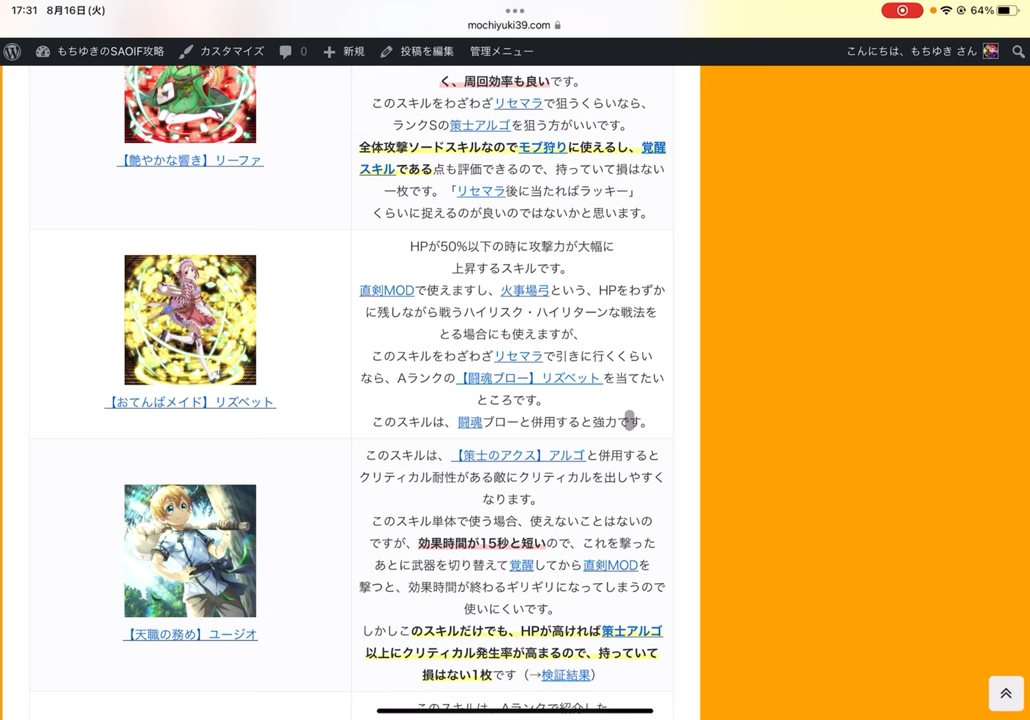 17:31 8月16日(火)
64%
mochiyuki39.com
もちゆきのSAOIF攻略 カスタマイズ 0 新規 投稿を編集 管理メニュー こんにちは、もちゆき さん
く、周回効率も良いです。
このスキルをわざわざリセマラで狙うくらいなら、
ランクSの策士アルゴを狙う方がいいです。
全体攻撃ソードスキルなのでモブ狩りに使えるし、覚醒
スキルである点も評価できるので、持っていて損はない
一枚です。「リセマラ後に当たればラッキー」
くらいに捉えるのが良いのではないかと思います。
【艶やかな響き】リーファ
HPが50%以下の時に攻撃力が大幅に
上昇するスキルです。
直剣MODで使えますし、火事場弓という、HPをわずか
に残しながら戦うハイリスク・ハイリターンな戦法を
とる場合にも使えますが、
このスキルをわざわざリセマラで引きに行くくらい
なら、Aランクの【闘魂ブロー】リズベットを当てたい
ところです。
このスキルは、闘魂ブローと併用すると強力です。
【おてんばメイド】リズベット
このスキルは、【策士のアクス】アルゴと併用すると
クリティカル耐性がある敵にクリティカルを出しやすく
なります。
このスキル単体で使う場合、使えないことはないの
ですが、効果時間が15秒と短いので、これを撃った
あとに武器を切り替えて覚醒してから直剣MODを
撃つと、効果時間が終わるギリギリになってしまうので
使いにくいです。
しかしこのスキルだけでも、HPが高ければ策士アルゴ
以上にクリティカル発生率が高まるので、持っていて
損はない1枚です（→検証結果）
【天職の務め】ユージオ
このスキルは、Aランクで紹介した